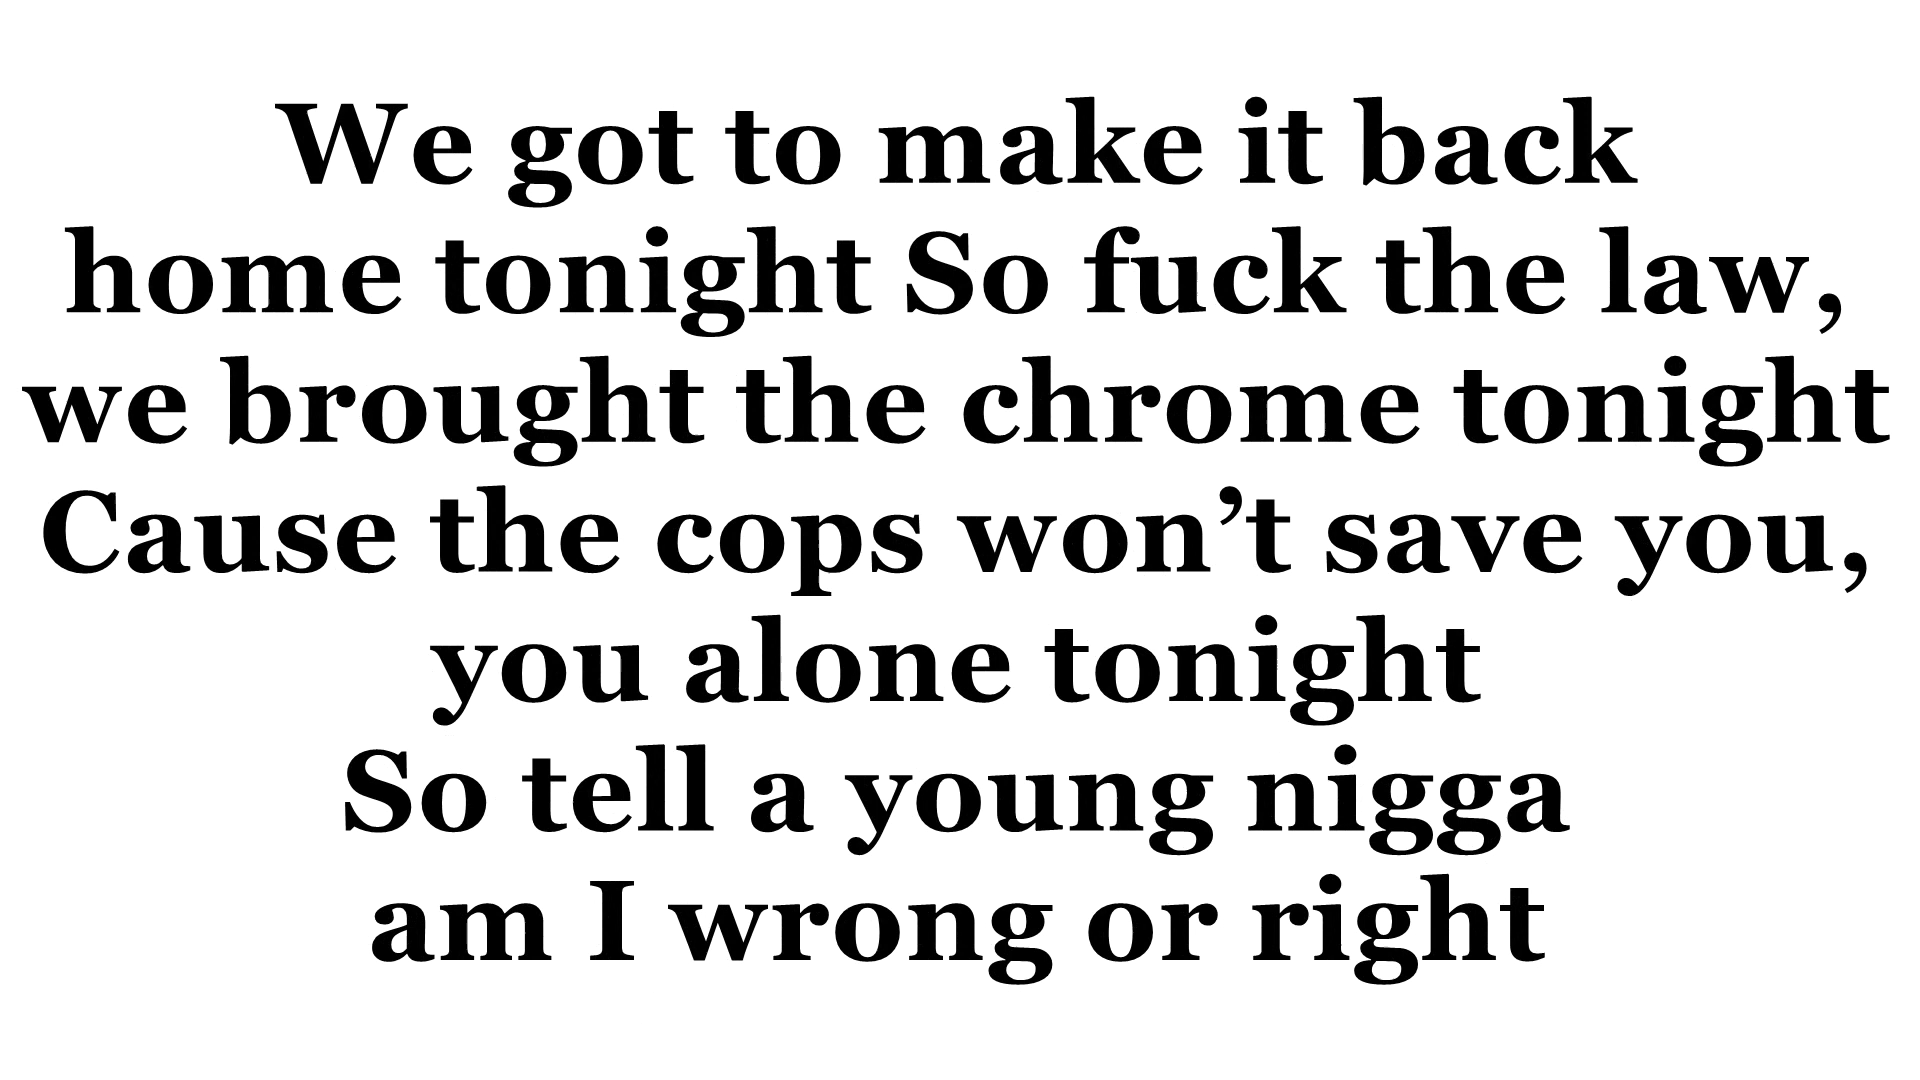 We got to make it back
home tonight So fuck the law,
we brought the chrome tonight
Cause the cops won’t save you,
you alone tonight
So tell a young nigga
am I wrong or right